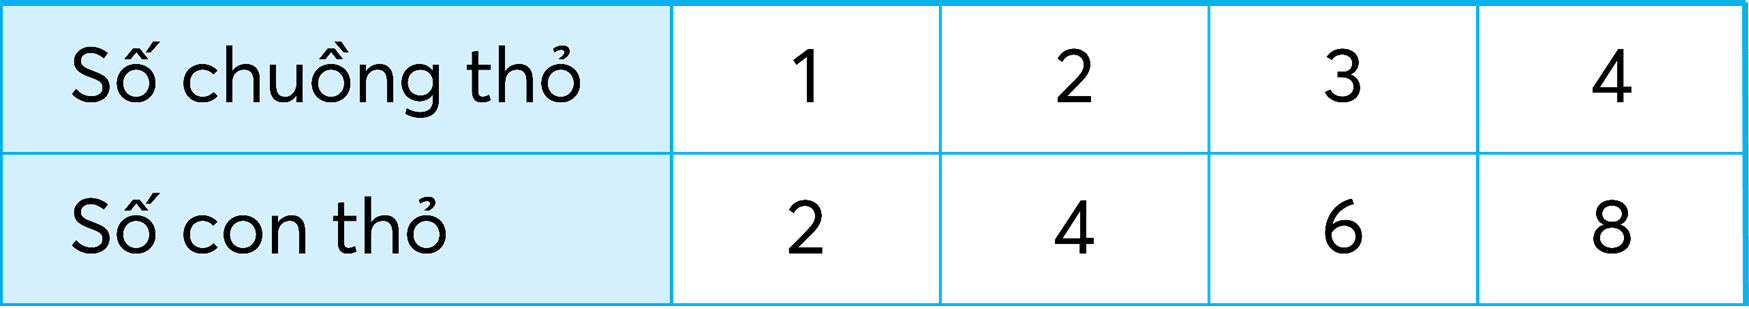 Số chuồng thỏ 1 2 3 4
Số con thỏ 2 4 6 8